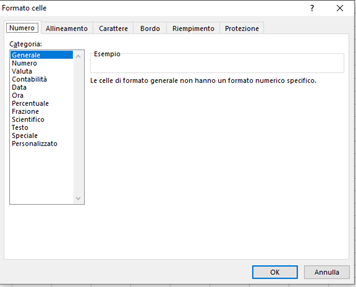 Formato celle
?
Numero Allineamento Carattere Bordo Riempimento Protezione
Categoria:
Generale
Numero
Valuta
Contabilità
Data
Ora
Percentuale
Frazione
Scientifico
Testo
Speciale
Personalizzato
Esempio
Le celle di formato generale non hanno un formato numerico specifico.
OK Annulla